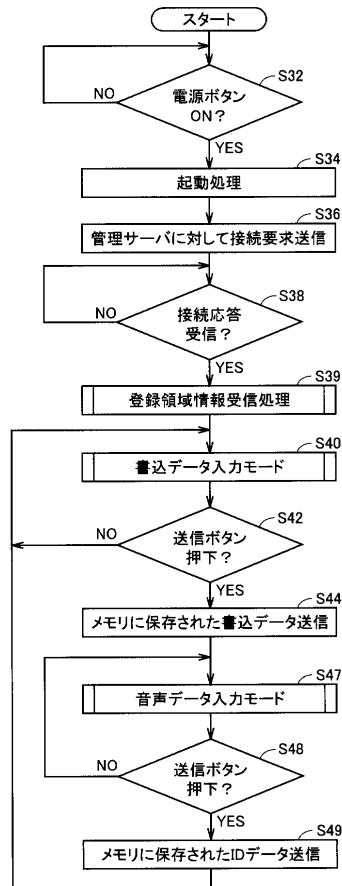 スタート
S32
電源ボタン
ON?
NO
YES
S34
起動処理
S36
管理サーバに対して接続要求送信
S38
接続応答
受信?
NO
YES
S39
登録領域情報受信処理
S40
書込データ入力モード
S42
送信ボタン
押下?
NO
YES
S44
メモリに保存された書込データ送信
S47
音声データ入力モード
S48
送信ボタン
押下?
NO
YES
S49
メモリに保存されたIDデータ送信